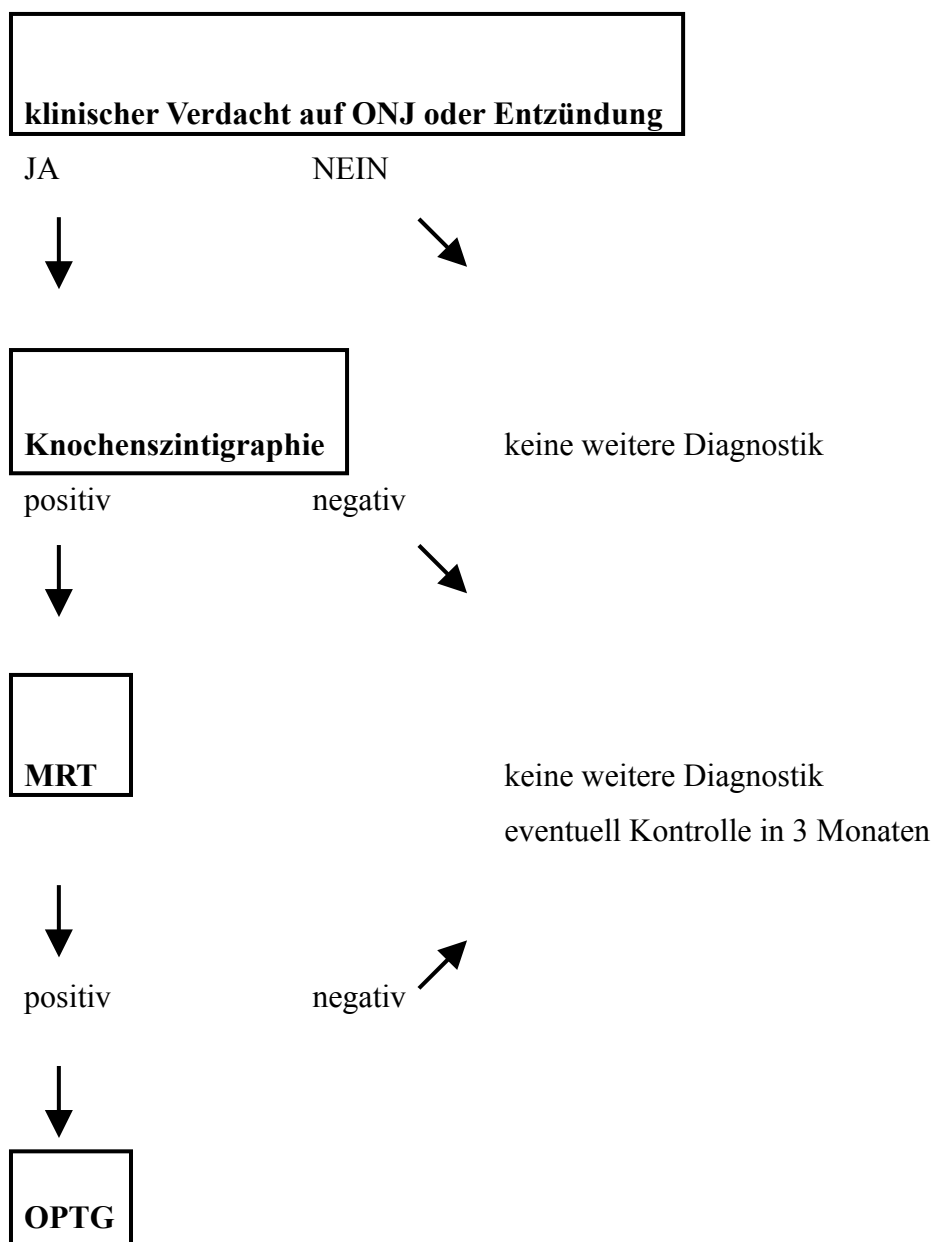 klinischer Verdacht auf ONJ oder Entzündung
JA NEIN
Knochenszintigraphie keine weitere Diagnostik
positiv negativ
MRT keine weitere Diagnostik
eventuell Kontrolle in 3 Monaten
positiv negativ
OPTG